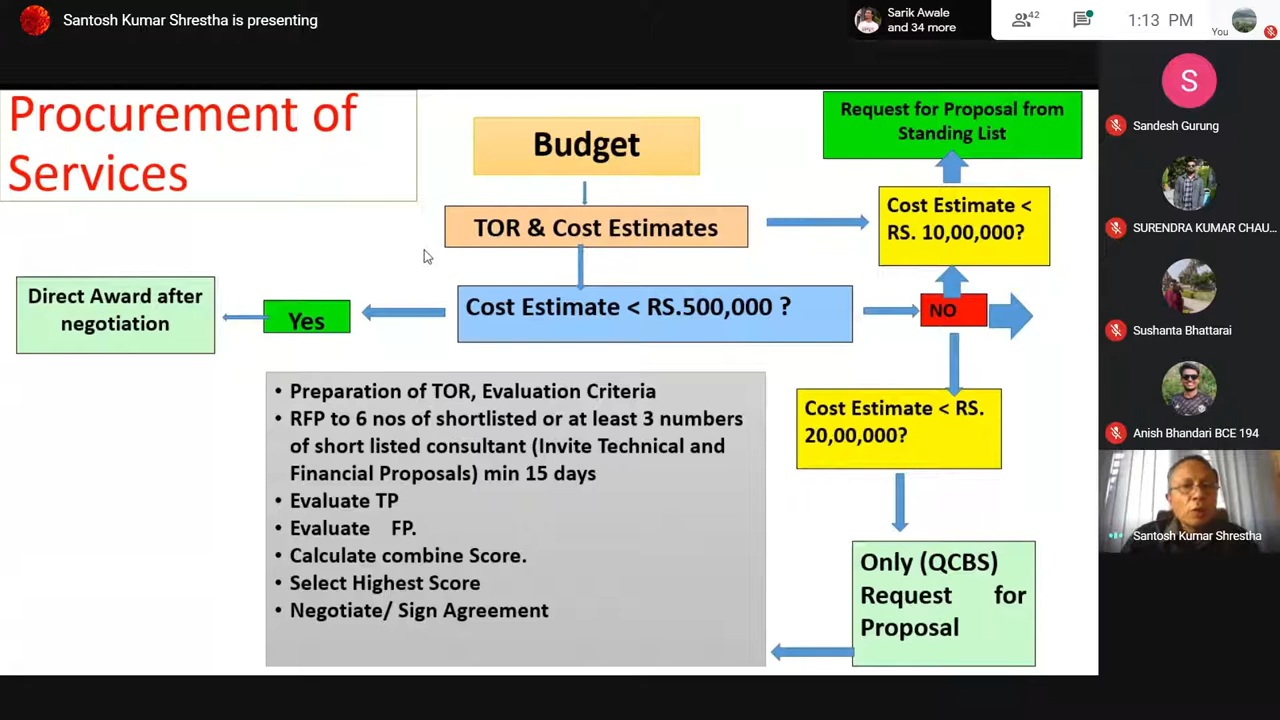 Santosh Kumar Shrestha is presenting
Sarik Awale
and 34 more
42
1:13 PM
You
Procurement of
Services
Budget
Request for Proposal from
Standing List
TOR & Cost Estimates
Cost Estimate <
RS. 10,00,000?
Direct Award after
negotiation
Yes
Cost Estimate < RS.500,000 ?
NO
• Preparation of TOR, Evaluation Criteria
• RFP to 6 nos of shortlisted or at least 3 numbers
of short listed consultant (Invite Technical and
Financial Proposals) min 15 days
• Evaluate TP
• Evaluate FP.
• Calculate combine Score.
• Select Highest Score
• Negotiate/ Sign Agreement
Cost Estimate < RS.
20,00,000?
Only (QCBS)
Request for
Proposal
S
Sandesh Gurung
SURENDRA KUMAR CHAU...
Sushanta Bhattarai
Anish Bhandari BCE 194
Santosh Kumar Shrestha